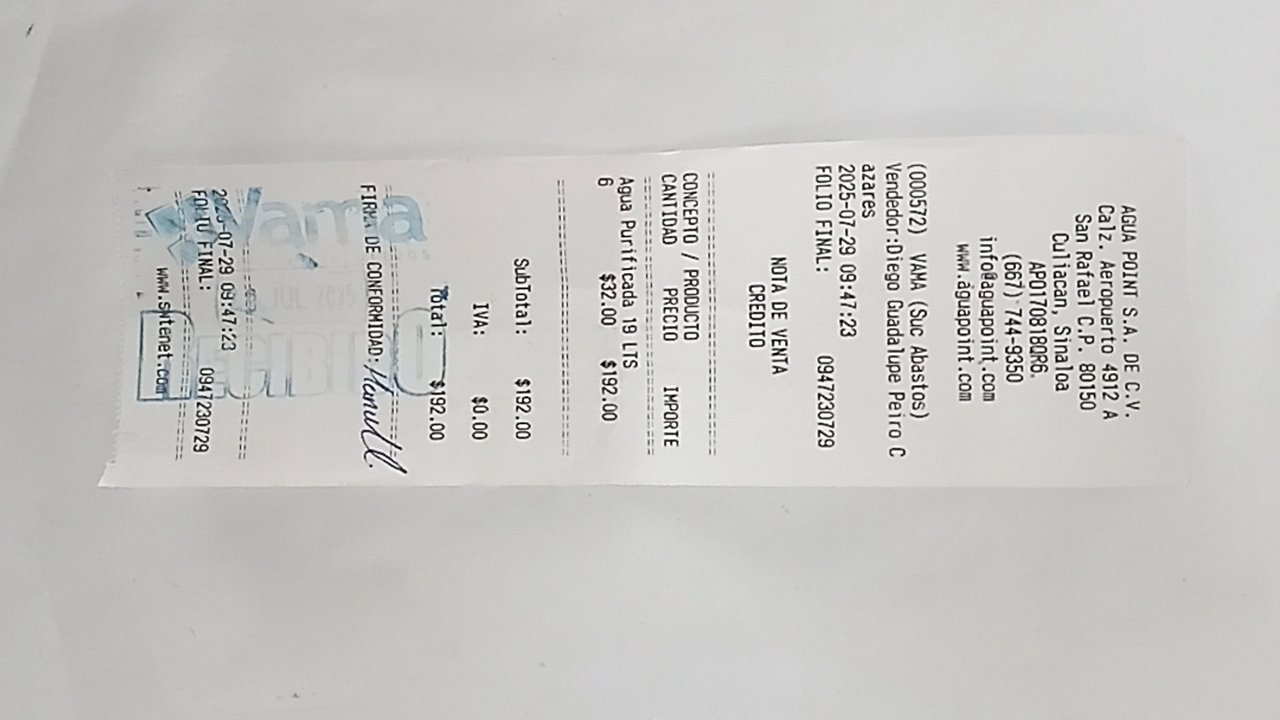 AGUA POINT S.A. DE C.V.
Calz. Aeropuerto 49112 A
San Rafael C.P. 80150
Culiacan, Sinaloa
APO170818QR6.
(667) 744-9350
info@aguapoint.com
www.aguapoint.com
(000572) VAMA (Suc Abastos)
Vendedor:Diego Guadalupe Peiro C
azares
2025-07-29 09:47:23
FOLIO FINAL: 0947230729
NOTA DE VENTA
CREDITO
==============================
CONCEPTO / PRODUCTO
CANTIDAD PRECIO IMPORTE
==============================
Agua Purificada 19 LTS
6 $32.00 $192.00
==============================
SubTotal: $192.00
IVA: $0.00
Total: $192.00
==============================
FIRMA DE CONFORMIDAD:
Vama
JUL 2025
RECIBIDO
==============================
2025-07-29 09:47:23
FOLIO FINAL: 0947230729
==============================
www.smtenet.com